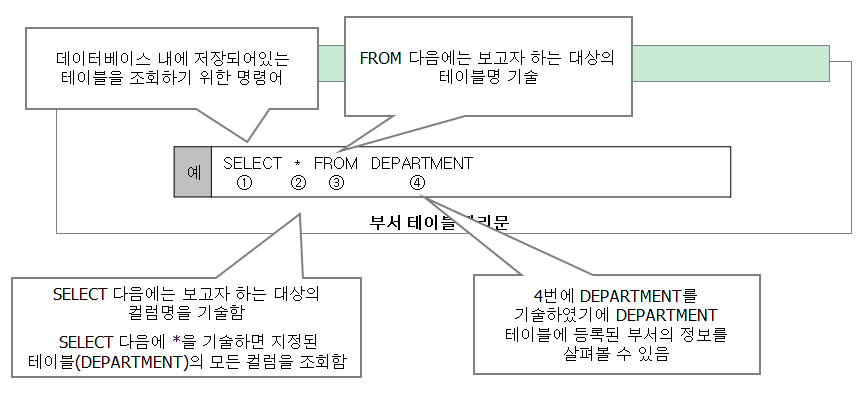 데이터베이스 내에 저장되어있는
테이블을 조회하기 위한 명령어
FROM 다음에는 보고자 하는 대상의
테이블명 기술
예
SELECT * FROM DEPARTMENT
① ② ③ ④
부서 테이블 리문
SELECT 다음에는 보고자 하는 대상의
컬럼명을 기술함
SELECT 다음에 *을 기술하면 지정된
테이블(DEPARTMENT)의 모든 컬럼을 조회함
4번에 DEPARTMENT를
기술하였기에 DEPARTMENT
테이블에 등록된 부서의 정보를
살펴볼 수 있음